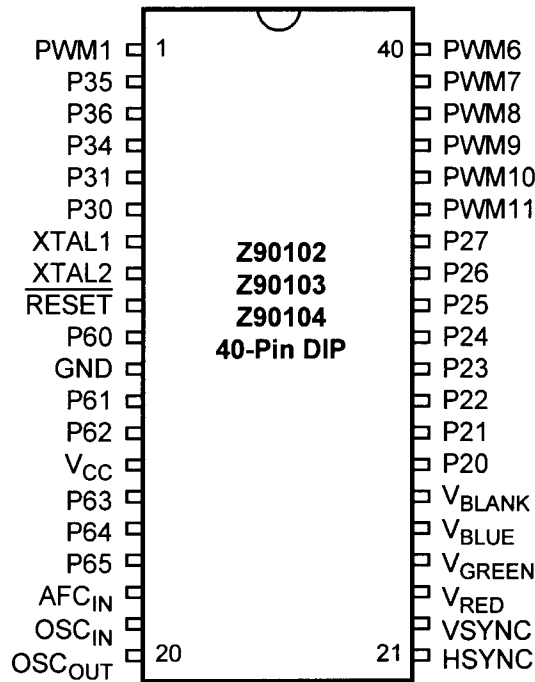 PWM1 1 40 PWM6
P35 PWM7
P36 PWM8
P34 PWM9
P31 PWM10
P30 PWM11
XTAL1 P27
XTAL2 P26
RESET P25
P60 P24
GND P23
P61 P22
P62 P21
VCC P20
P63 VBLANK
P64 VBLUE
P65 VGREEN
AFCIN VRED
OSCIN VSYNC
OSCOUT 20 21 HSYNC
Z90102
Z90103
Z90104
40-Pin DIP